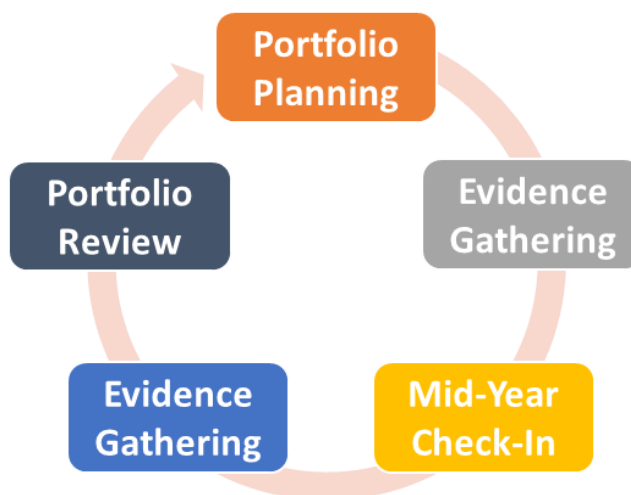 Portfolio
Planning
Evidence
Gathering
Mid-Year
Check-In
Evidence
Gathering
Portfolio
Review